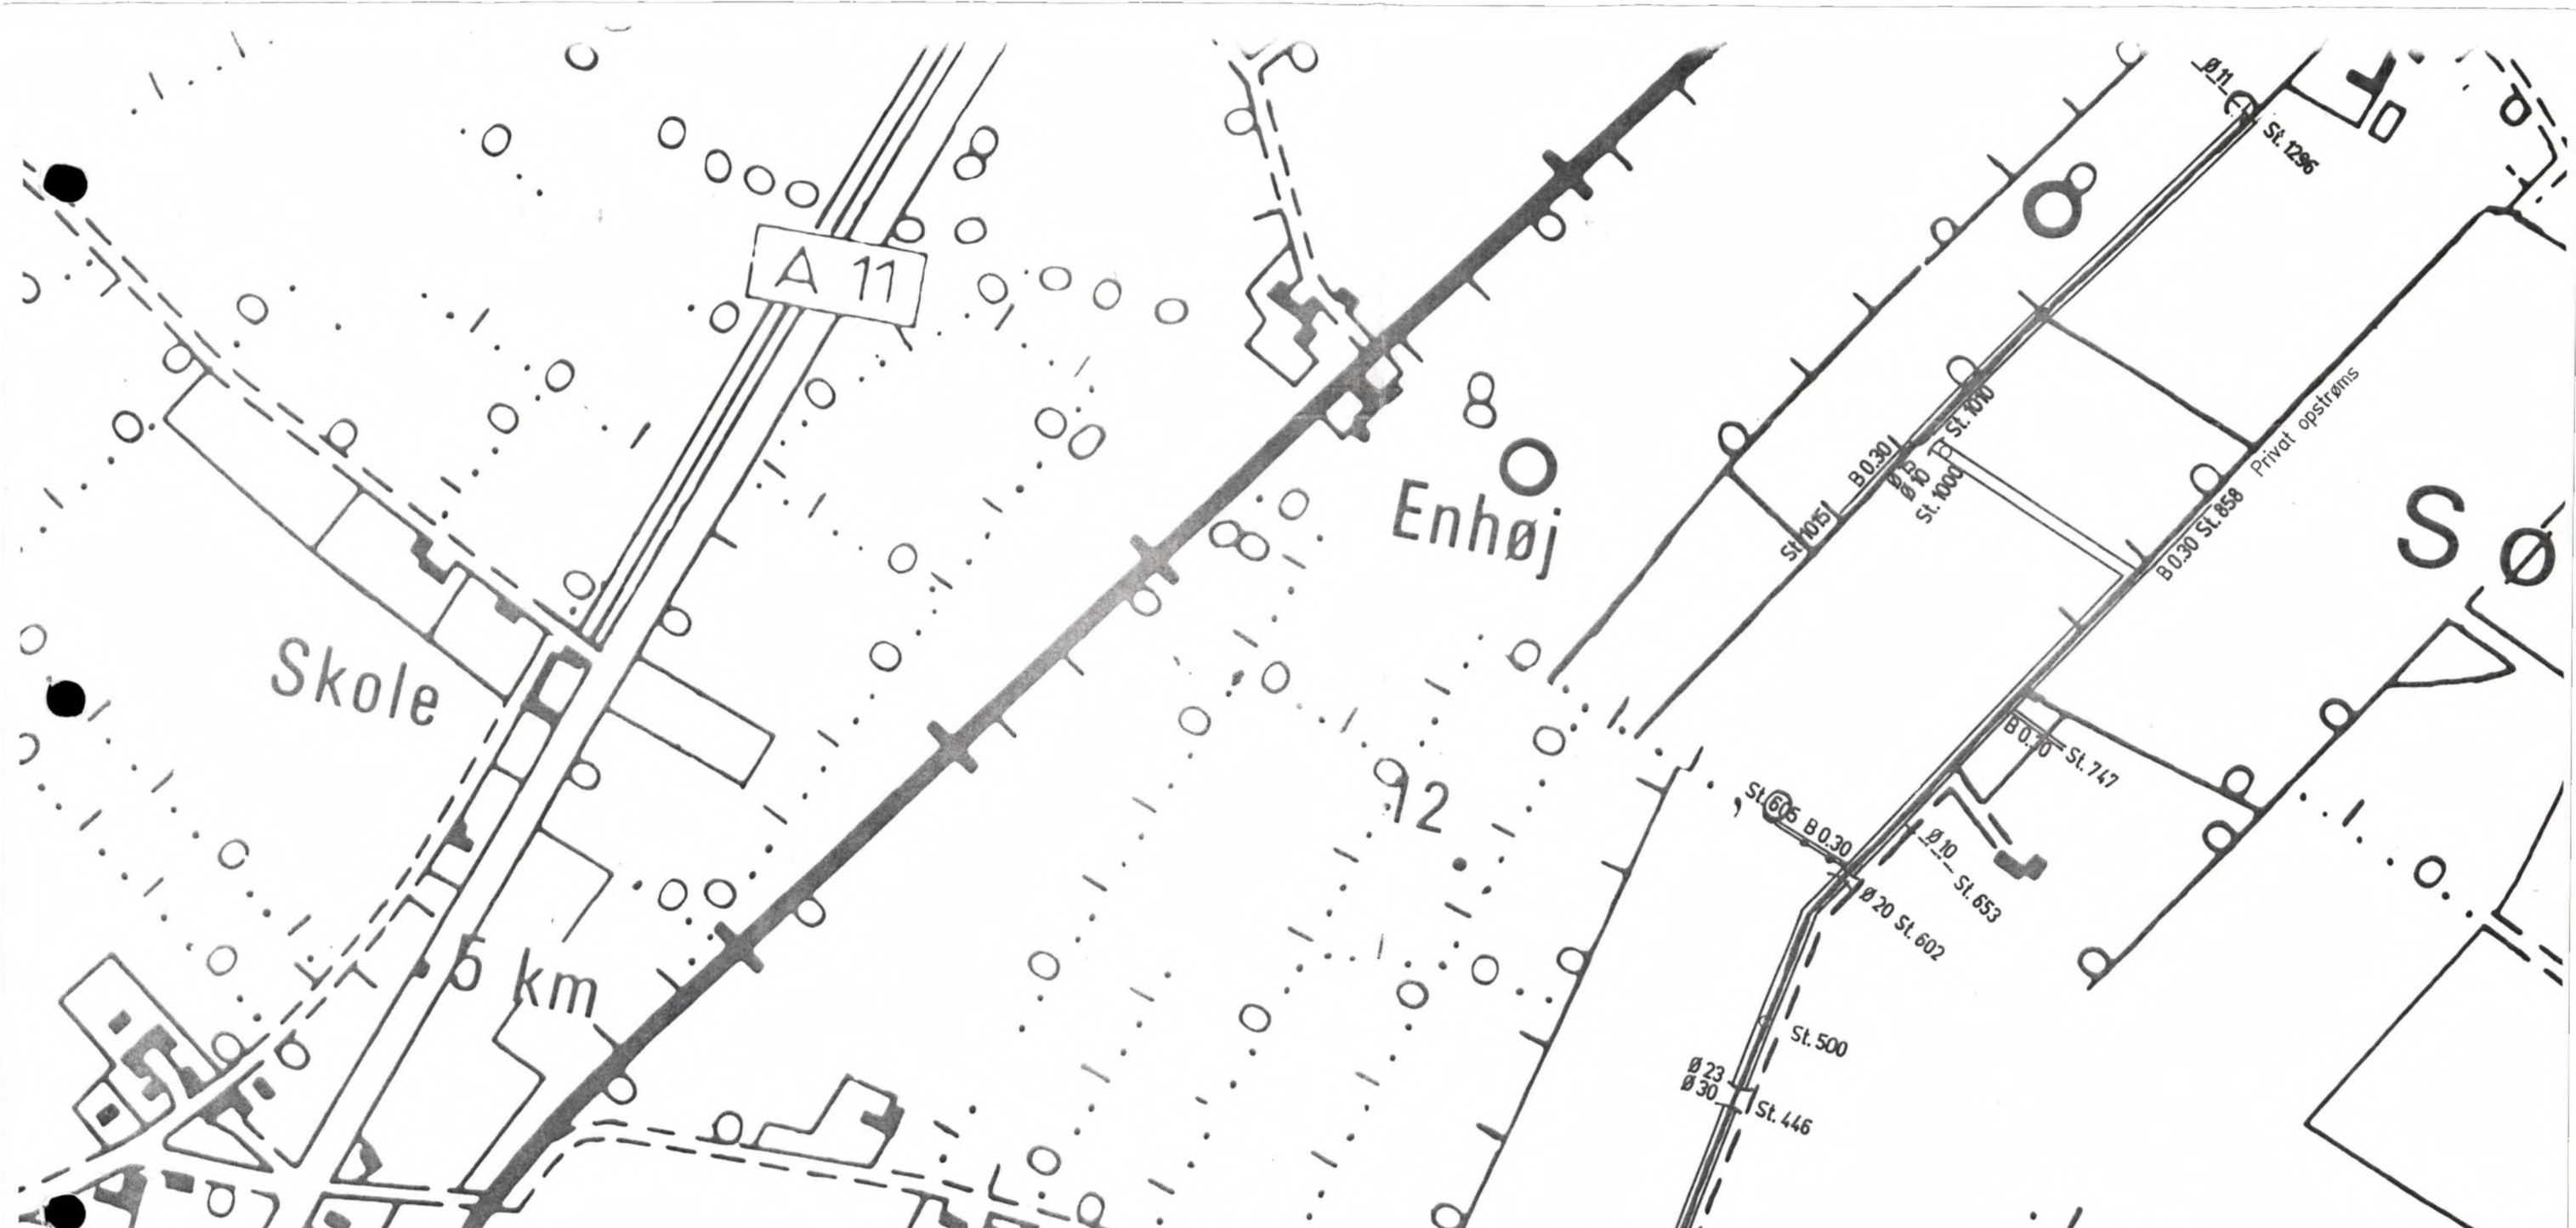 Ø 11
St. 1296
A 11
Privat opstrøms
St. 1010
B 0.30
Ø 10
St. 1000
St. 1015
B 0.30 St. 858
Enhøj
S Ø
Skole
B 0.30
St. 747
12
St. 605 B 0.30
Ø 10
St. 653
Ø 20 St. 602
5 km
St. 500
Ø 23
Ø 30
St. 446